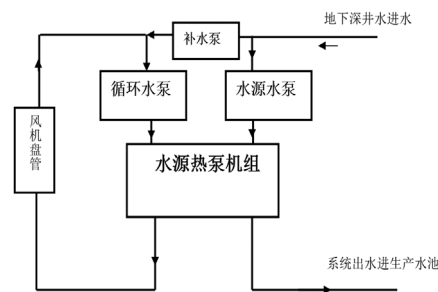 地下深井水进水
补水泵
循环水泵
水源水泵
风机盘管
水源热泵机组
系统出水进生产水池